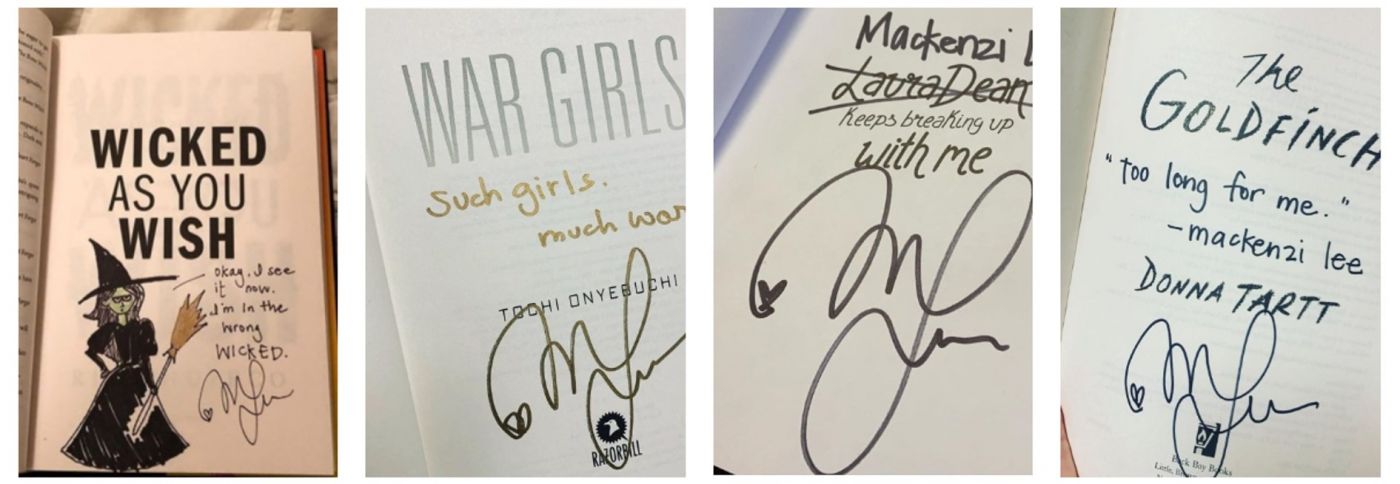 WICKED
AS YOU
WISH
okay, I see
it now.
I'm in the
wrong
WICKED.
WAR GIRLS
Such girls.
much war
TOCHI ONYEBUCHI
RAZORBILL
Mackenzi L
Laura Dean
keeps breaking up
with me
The
GOLDFINCH
"too long for me."
-mackenzi lee
DONNA TARTT
Back Bay Books
Little,